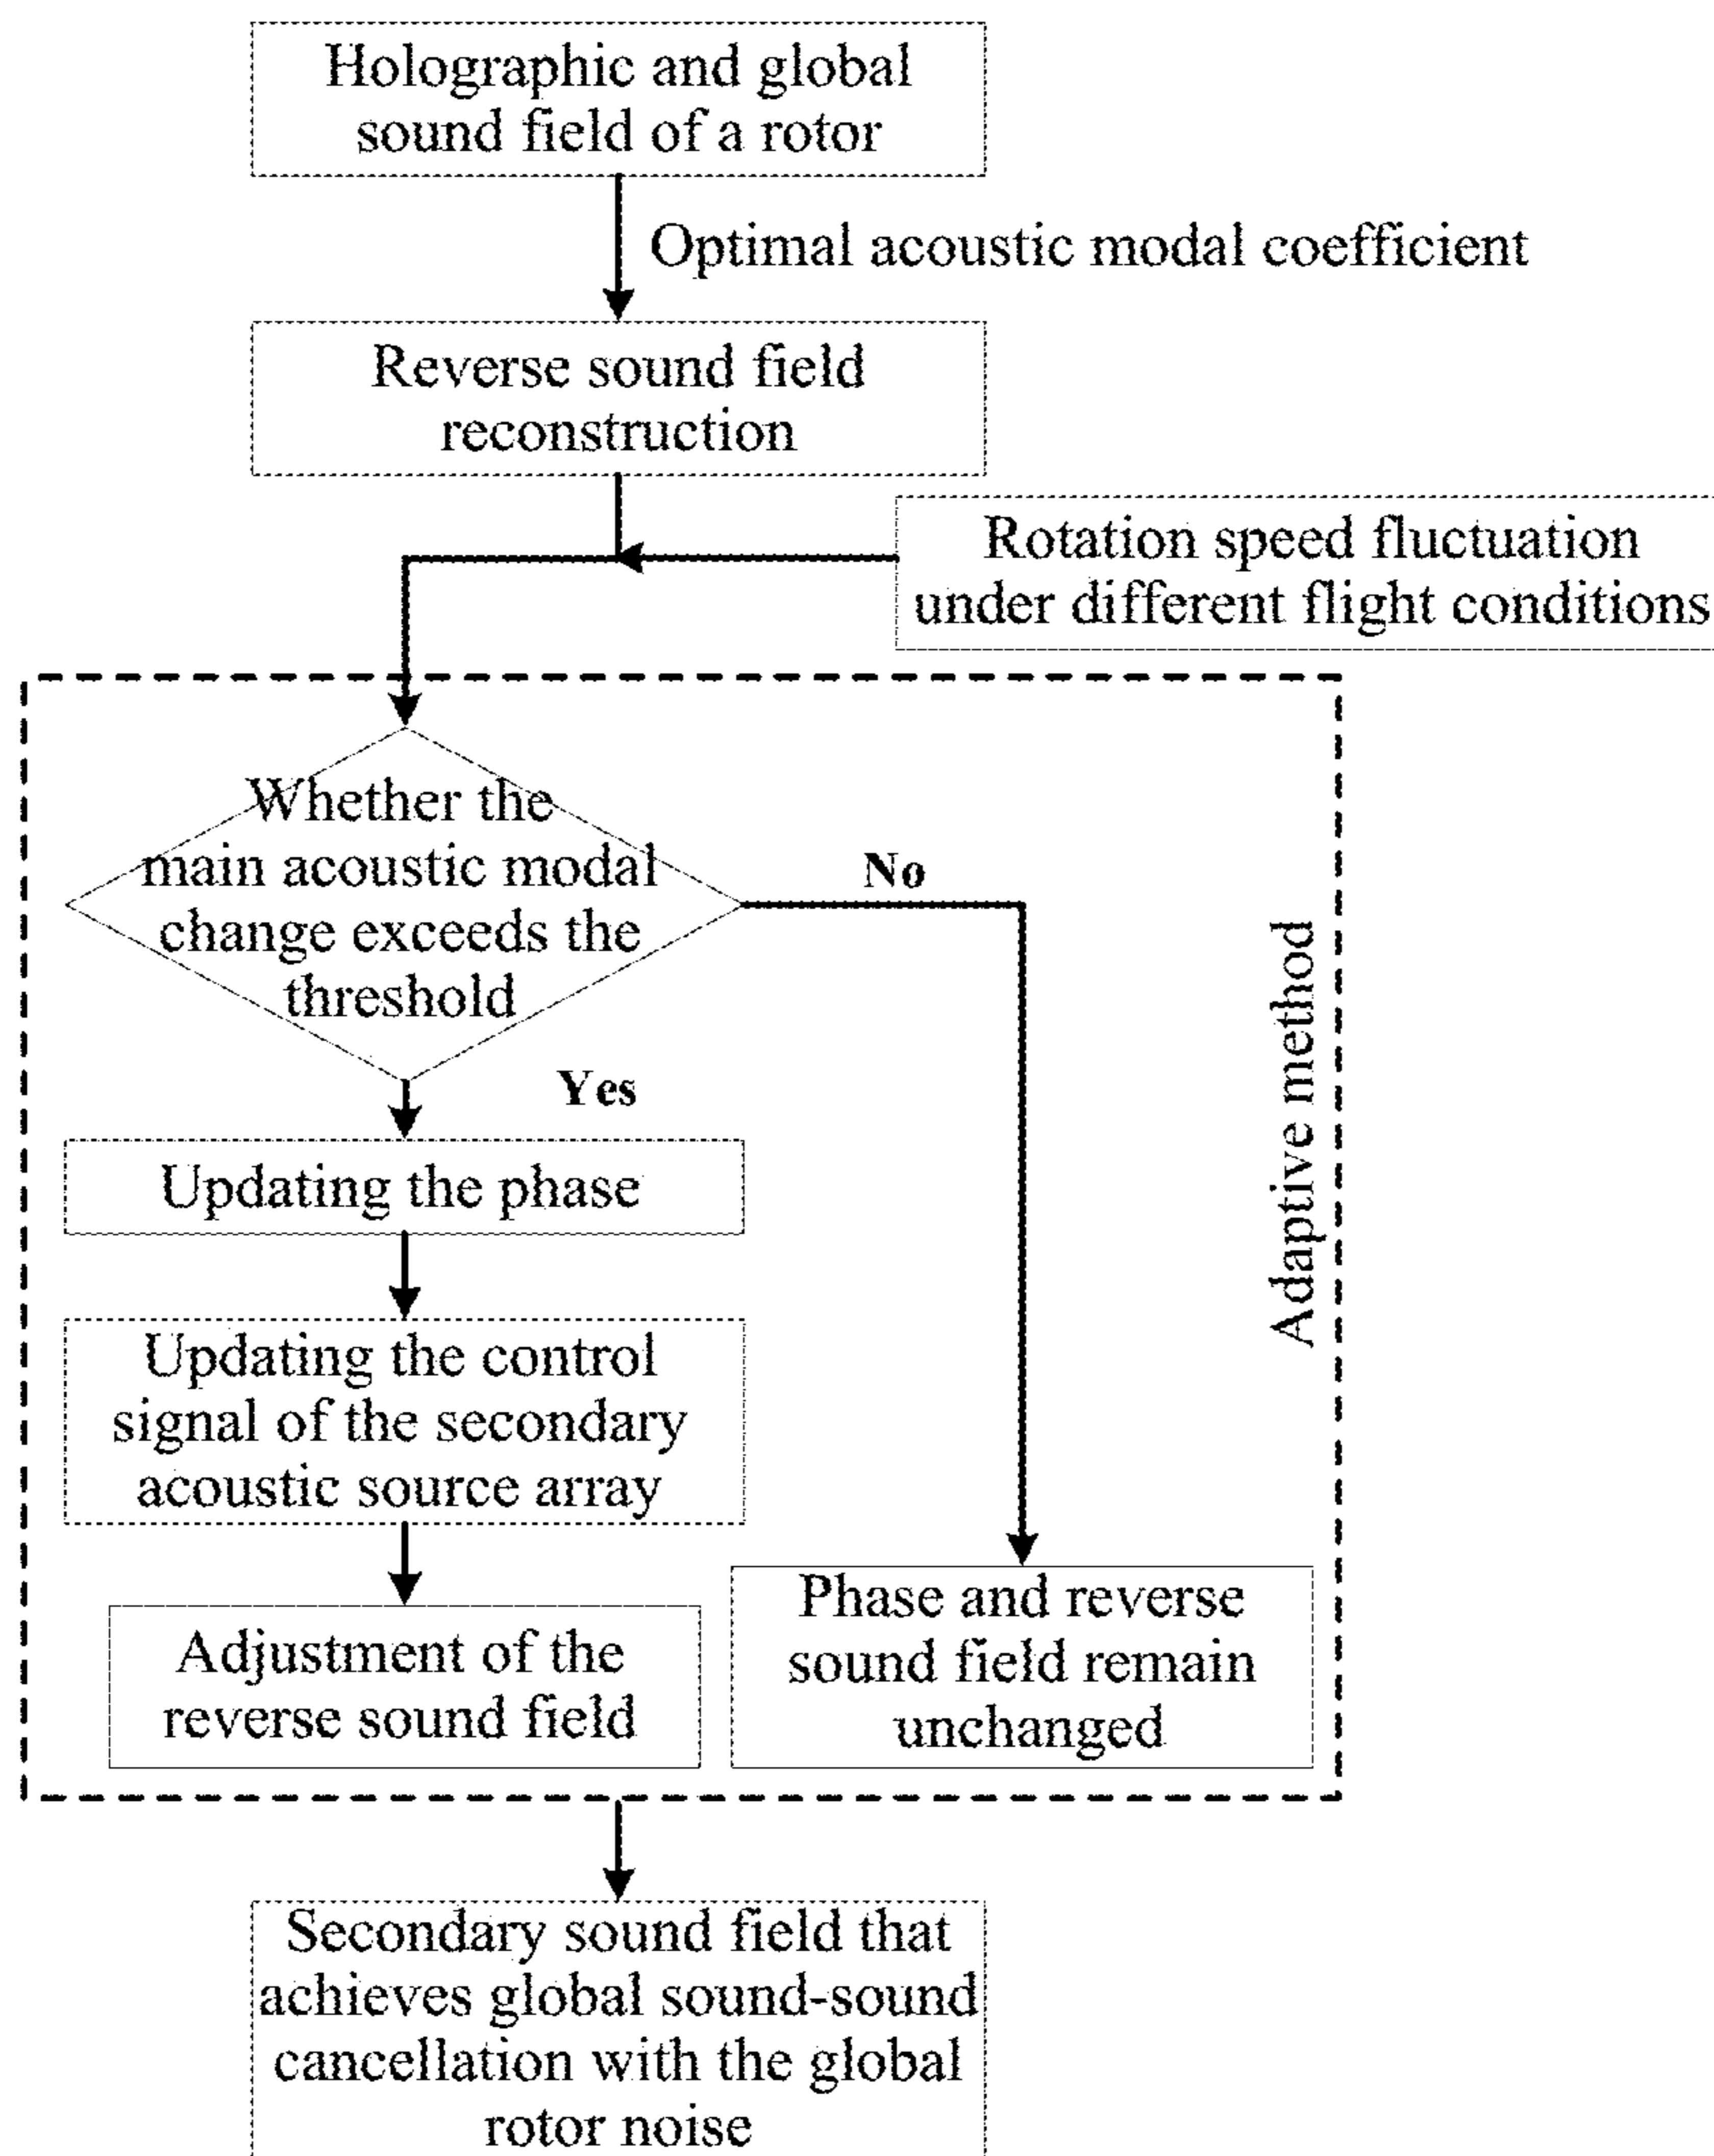 Holographic and global
sound field of a rotor
Optimal acoustic modal coefficient
Reverse sound field
reconstruction
Rotation speed fluctuation
under different flight conditions
Whether the
main acoustic modal
change exceeds the
threshold
No
Yes
Updating the phase
Updating the control
signal of the secondary
acoustic source array
Adjustment of the
reverse sound field
Phase and reverse
sound field remain
unchanged
Adaptive method
Secondary sound field that
achieves global sound-sound
cancellation with the global
rotor noise